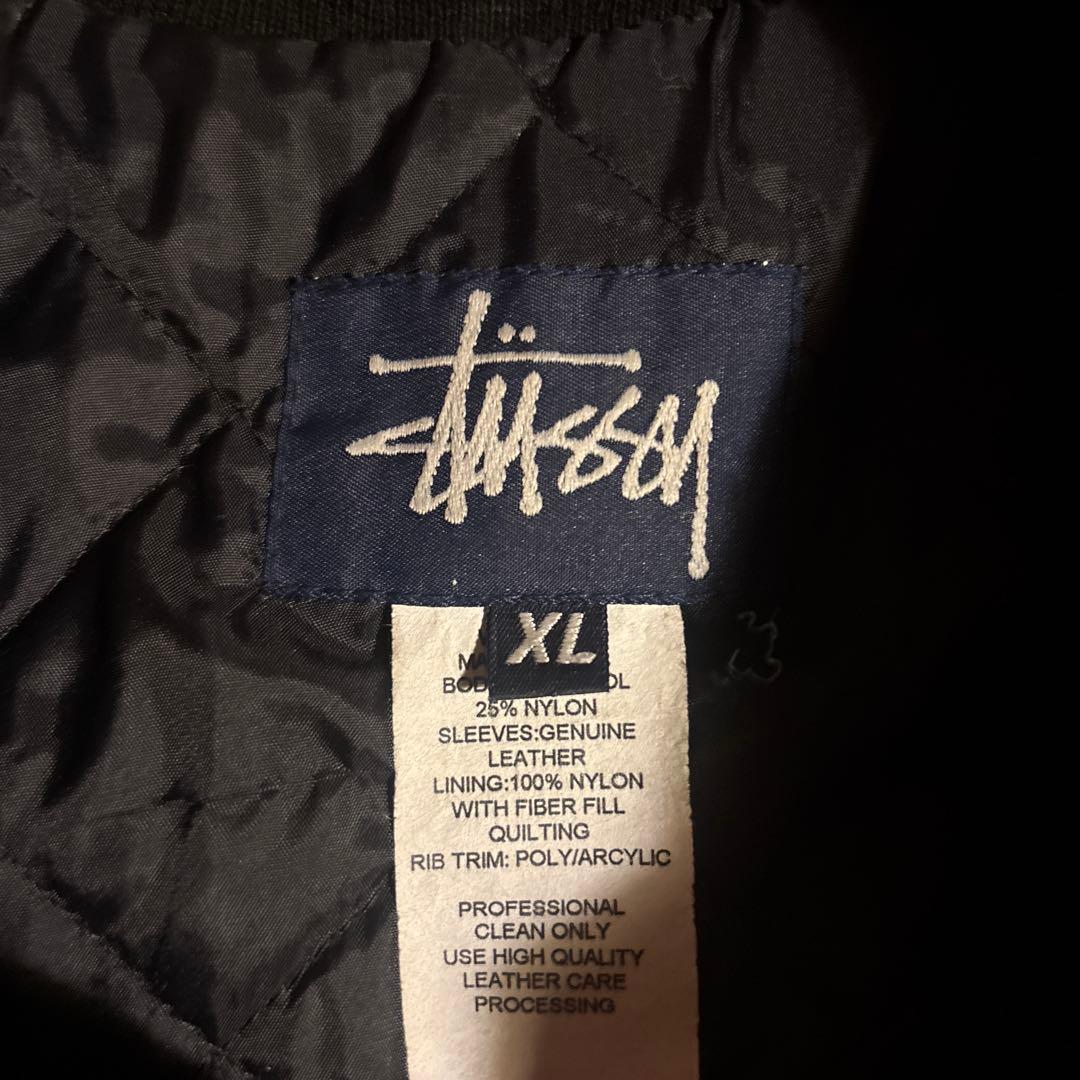 stüssy
XL
25% NYLON
SLEEVES:GENUINE
LEATHER
LINING:100% NYLON
WITH FIBER FILL
QUILTING
RIB TRIM: POLY/ARCYLIC
PROFESSIONAL
CLEAN ONLY
USE HIGH QUALITY
LEATHER CARE
PROCESSING